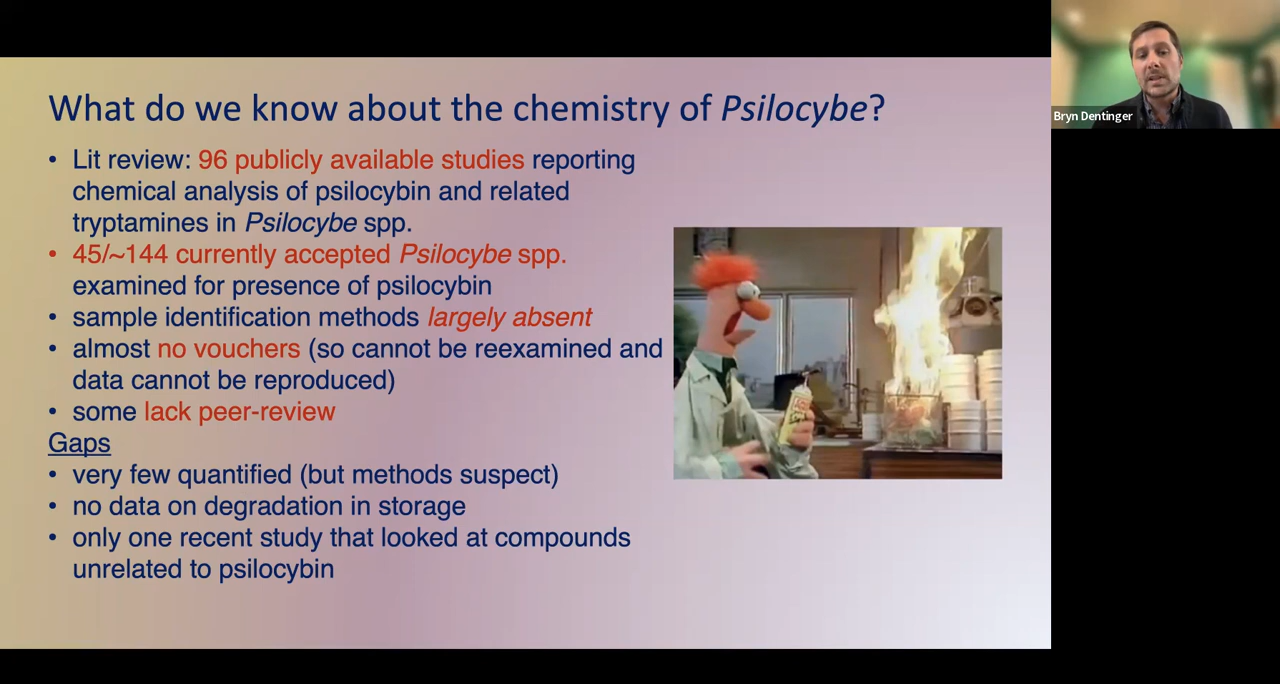 What do we know about the chemistry of Psilocybe?
• Lit review: 96 publicly available studies reporting
chemical analysis of psilocybin and related
tryptamines in Psilocybe spp.
• 45/~144 currently accepted Psilocybe spp.
examined for presence of psilocybin
• sample identification methods largely absent
• almost no vouchers (so cannot be reexamined and
data cannot be reproduced)
• some lack peer-review
Gaps
• very few quantified (but methods suspect)
• no data on degradation in storage
• only one recent study that looked at compounds
unrelated to psilocybin
Bryn Dentinger